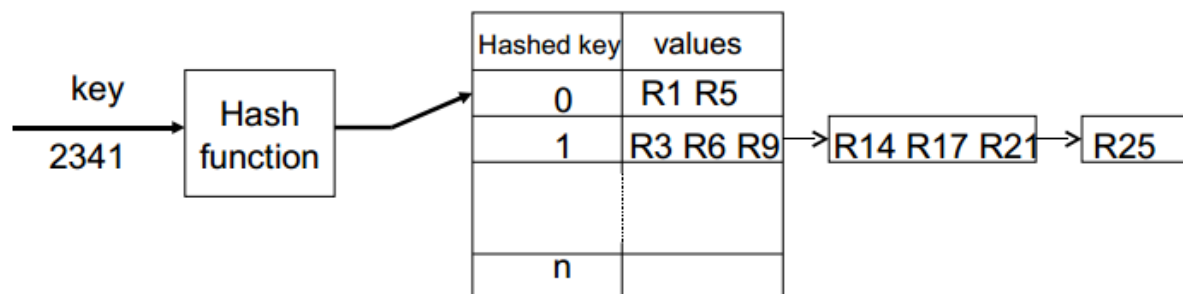 key
2341
Hash
function
Hashed key values
0 R1 R5
1 R3 R6 R9 R14 R17 R21 R25
n